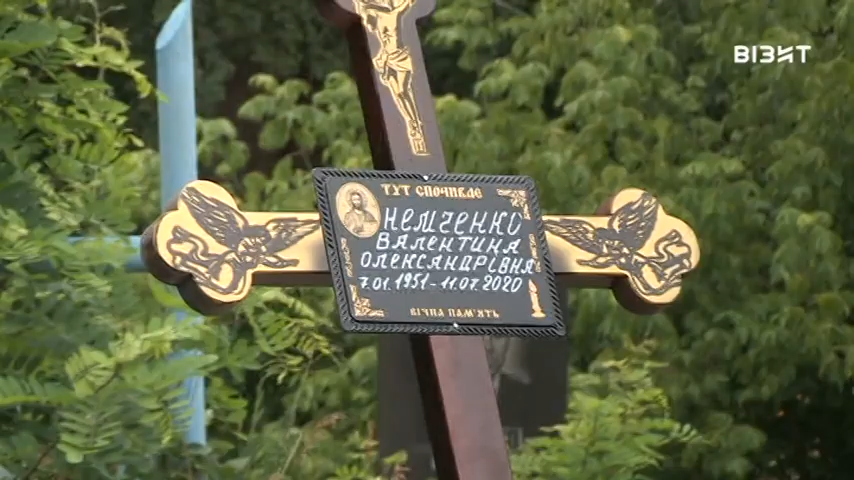 ВІЗИТ
ТУТ СПОЧИВАЄ
НЕМЧЕНКО
ВАЛЕНТИНА
ОЛЕКСАНДРІВНА
7.01.1951-11.07.2020
ВІЧНА ПАМ'ЯТЬ